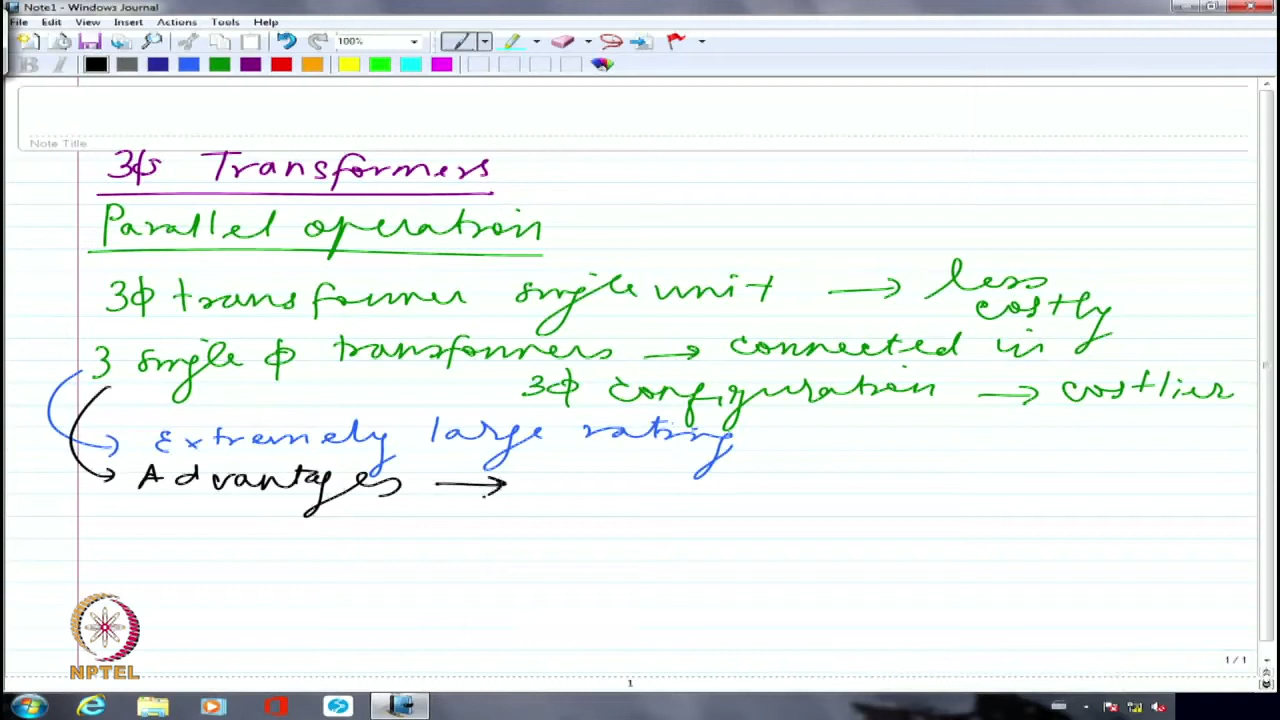 Note1 - Windows Journal
File Edit View Insert Actions Tools Help
100%
B I
Note Title
3φs Transformers
Parallel operation
3φ transformer single unit → less costly
3 single φ transformers → connected in
3φ configuration → costlier
Extremely large rating
Advantages →
NPTEL
1 / 1
1